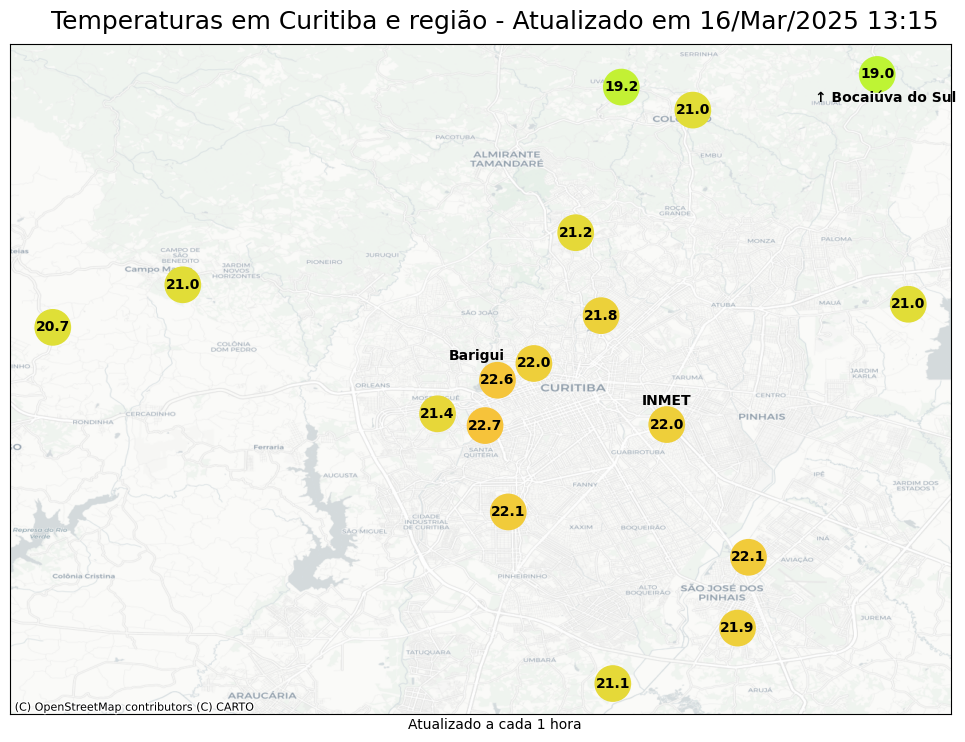 Temperaturas em Curitiba e região - Atualizado em 16/Mar/2025 13:15
SERRINHA
19.0
19.2
↑ Bocaiúva do Sul
21.0
PACOTUBA
ALMIRANTE
TAMANDARÉ
EMBU
ROÇA
GRANDE
21.2
MONZA
PALOMA
CAMPO DE
SÃO
BENEDITO
JURUQUI
PIONEIRO
JARDIM
NOVOS
HORIZONTES
21.0
21.0
ATUBA
MAUÁ
SÃO JOÃO
21.8
20.7
COLÔNIA
DOM PEDRO
Barigui
22.0
JARDIM
KARLA
TARUMÃ
22.6
ORLEANS
CURITIBA
CENTRO
INMET
CERCADINHO
21.4
RONDINHA
22.7
22.0
PINHAIS
Ferraria
SANTA
QUITÉRIA
GUABIROTUBA
AUGUSTA
IPÊ
FANNY
JARDIM DOS
ESTADOS I
22.1
CIDADE
INDUSTRIAL
DE CURITIBA
SÃO MIGUEL
XAXIM
BOQUEIRÃO
Represa do Rio
Verde
INÁ
22.1
AVIAÇÃO
Colônia Cristina
PINHEIRINHO
ALTO
BOQUEIRÃO
SÃO JOSÉ DOS
PINHAIS
JUREMA
21.9
TATUQUARA
UMBARÁ
21.1
ARUJÁ
ARAUCÁRIA
(C) OpenStreetMap contributors (C) CARTO
Atualizado a cada 1 hora